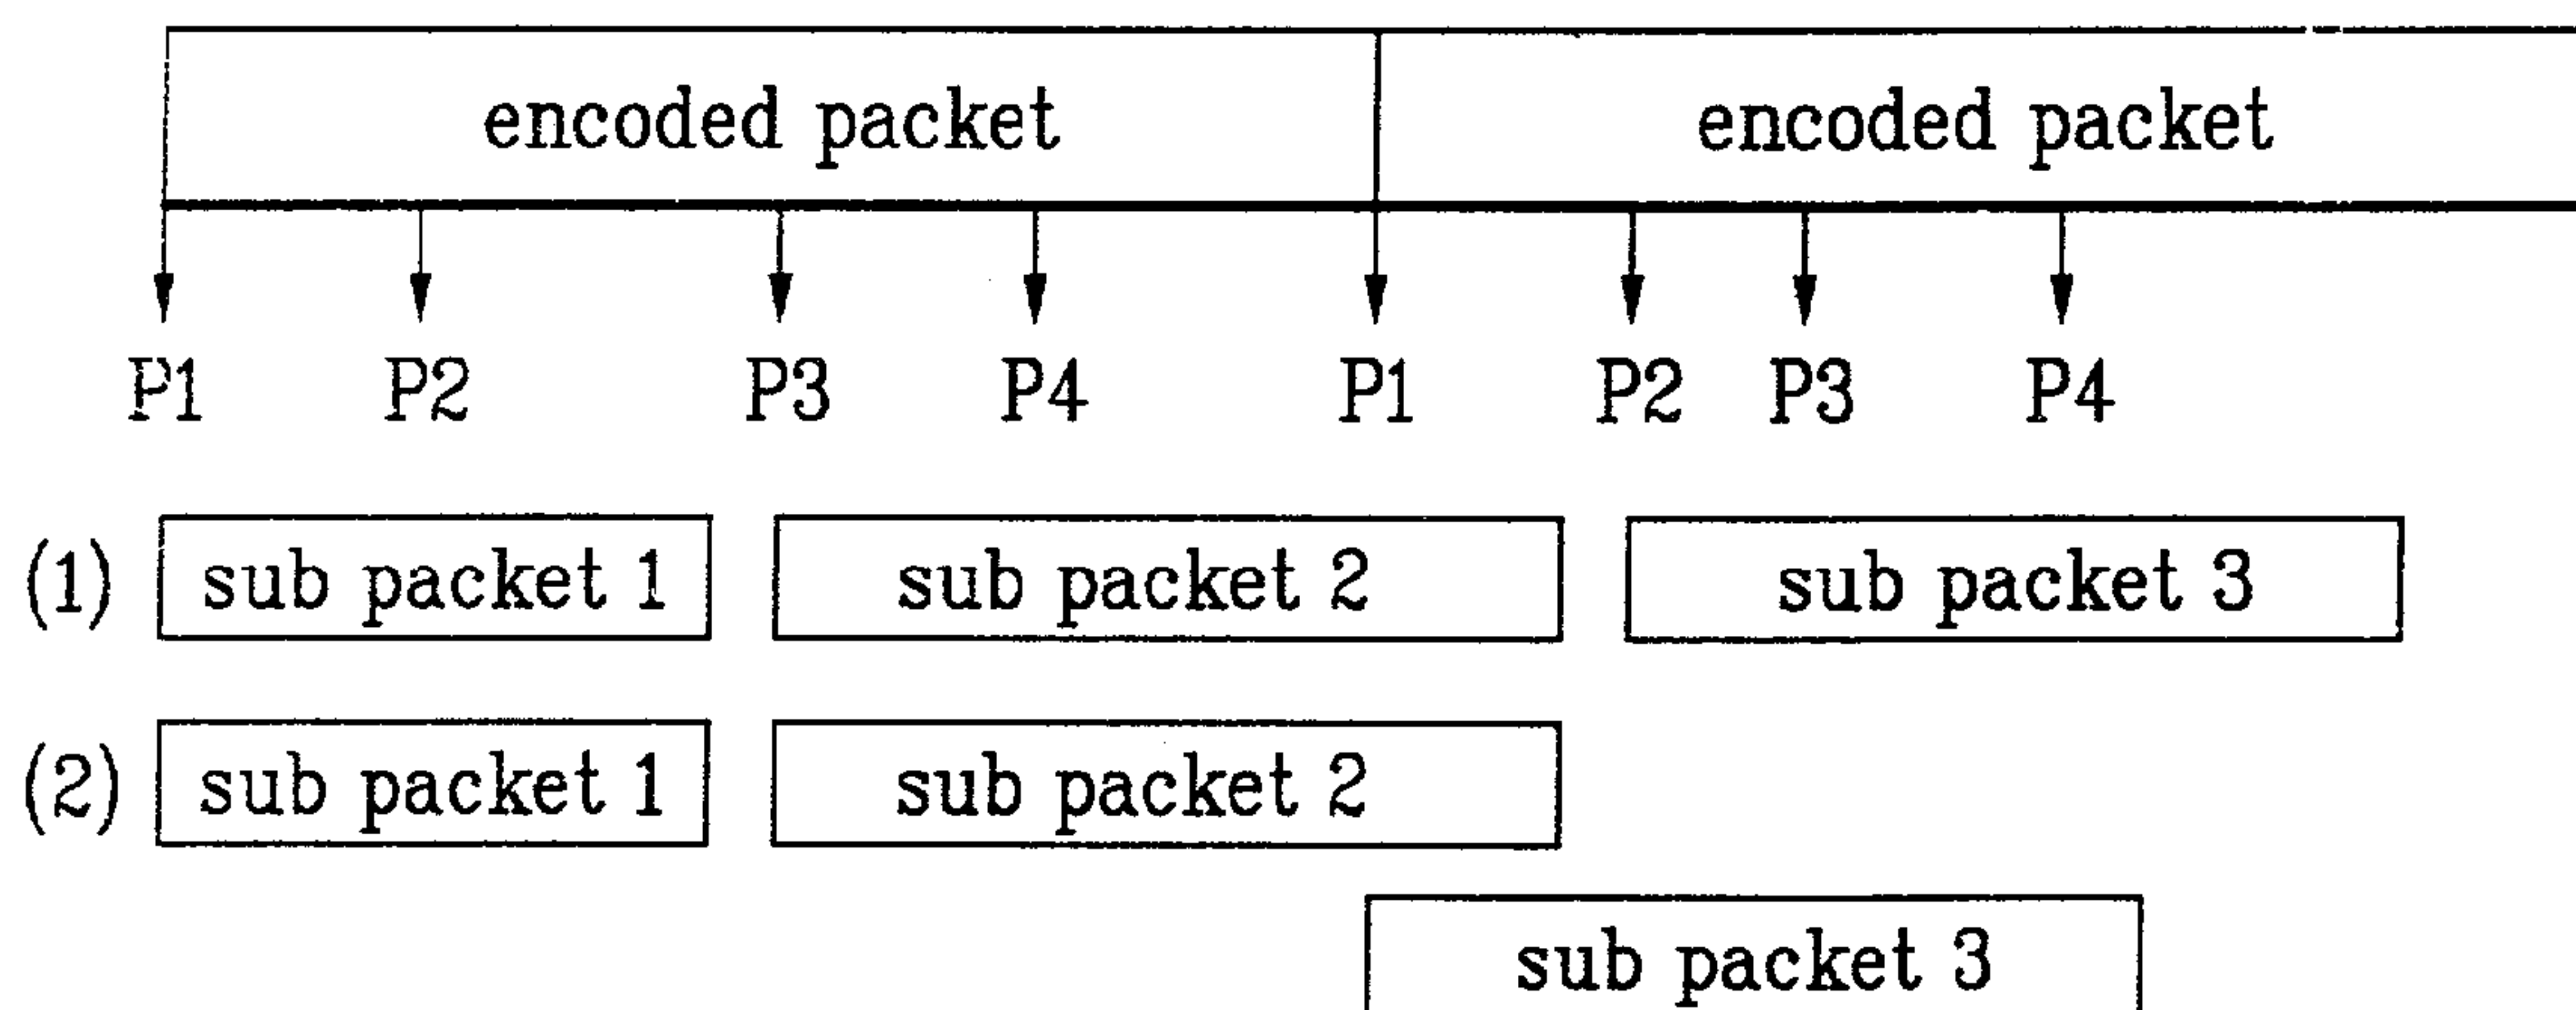 encoded packet encoded packet
P1 P2 P3 P4 P1 P2 P3 P4
(1) sub packet 1 sub packet 2 sub packet 3
(2) sub packet 1 sub packet 2
sub packet 3